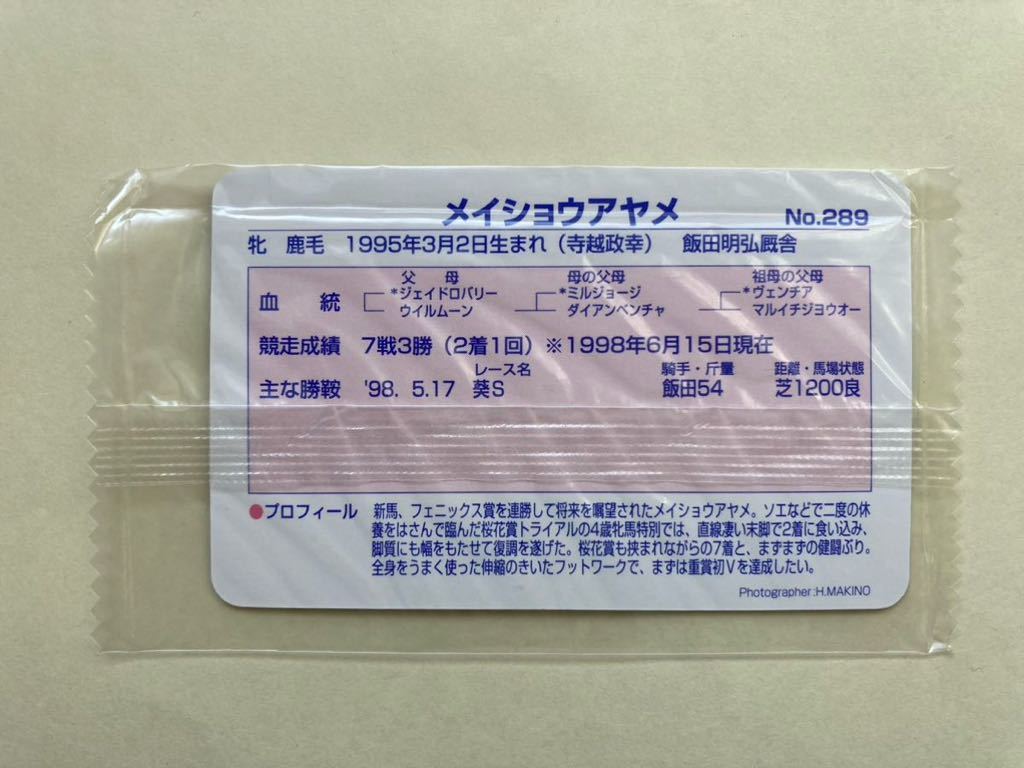 メイショウアヤメ No.289
牝 鹿毛 1995年3月2日生まれ（寺越政幸） 飯田明弘厩舎
父 母 母の父母 祖母の父母
血 統 *ジェイドロバリー *ミルジョージ *ヴェンチア
ウイルムーン ダイアンベンチャ マルイチジョウオー
競走成績 7戦3勝（2着1回）※1998年6月15日現在
レース名 騎手・斤量 距離・馬場状態
主な勝鞍 '98. 5.17 葵S 飯田54 芝1200良
●プロフィール 新馬、フェニックス賞を連勝して将来を嘱望されたメイショウアヤメ。ソエなどで二度の休
養をはさんで臨んだ桜花賞トライアルの4歳牝馬特別では、直線凄い末脚で2着に食い込み、
脚質にも幅をもたせて復調を遂げた。桜花賞も挟まれながらの7着と、まずまずの健闘ぶり。
全身をうまく使った伸縮のきいたフットワークで、まずは重賞初Vを達成したい。
Photographer:H.MAKINO